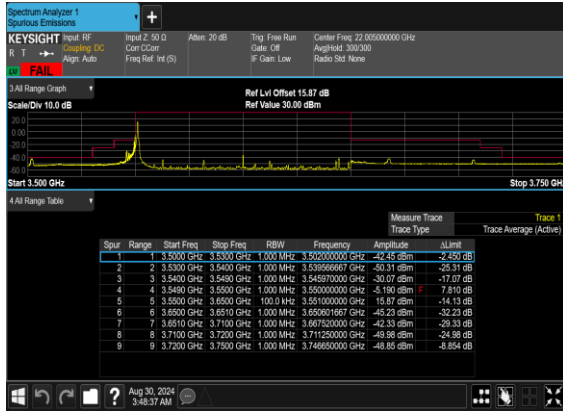 Spectrum Analyzer 1
Spurious Emissions
KEYSIGHT Input: RF Input Z: 50 Ω Atten: 20 dB Trig: Free Run Center Freq: 22.005000000 GHz
R T Coupling: DC Corr CCorr Gate: Off Avg|Hold: 300/300
Align: Auto Freq Ref: Int (S) IF Gain: Low Radio Std: None
FAIL
3 All Range Graph
Ref Lvl Offset 15.87 dB
Scale/Div 10.0 dB Ref Value 30.00 dBm
20.0
0.00
-20.0
-40.0
-60.0
Start 3.500 GHz Stop 3.750 GH
4 All Range Table
Measure Trace Trace 1
Trace Type Trace Average (Active)
Spur Range Start Freq Stop Freq RBW Frequency Amplitude ΔLimit
1 1 3.5000 GHz 3.5300 GHz 1.000 MHz 3.502000000 GHz -42.45 dBm -2.450 dB
2 2 3.5300 GHz 3.5400 GHz 1.000 MHz 3.539566667 GHz -50.31 dBm -25.31 dB
3 3 3.5400 GHz 3.5490 GHz 1.000 MHz 3.545970000 GHz -30.07 dBm -17.07 dB
4 4 3.5490 GHz 3.5500 GHz 1.000 MHz 3.550000000 GHz -5.190 dBm F 7.810 dB
5 5 3.5500 GHz 3.6500 GHz 100.0 kHz 3.551000000 GHz 15.87 dBm -14.13 dB
6 6 3.6500 GHz 3.6510 GHz 1.000 MHz 3.650601667 GHz -45.23 dBm -32.23 dB
7 7 3.6510 GHz 3.7100 GHz 1.000 MHz 3.667520000 GHz -42.33 dBm -29.33 dB
8 8 3.7100 GHz 3.7200 GHz 1.000 MHz 3.711250000 GHz -49.98 dBm -24.98 dB
9 9 3.7200 GHz 3.7500 GHz 1.000 MHz 3.746650000 GHz -48.85 dBm -8.854 dB
? Aug 30, 2024
3:48:37 AM